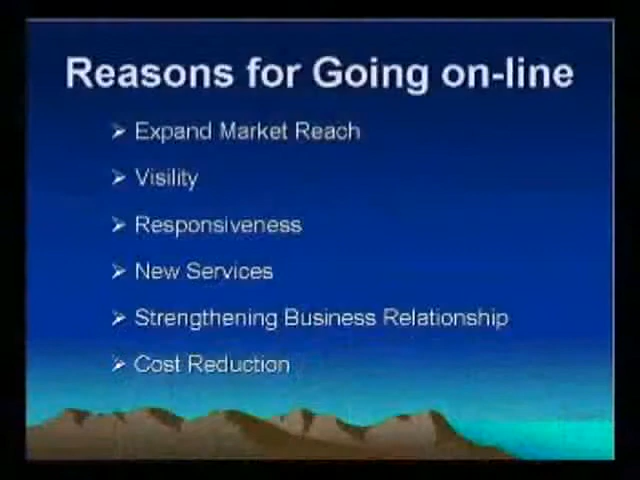 Reasons for Going on-line
➢ Expand Market Reach
➢ Visility
➢ Responsiveness
➢ New Services
➢ Strengthening Business Relationship
➢ Cost Reduction